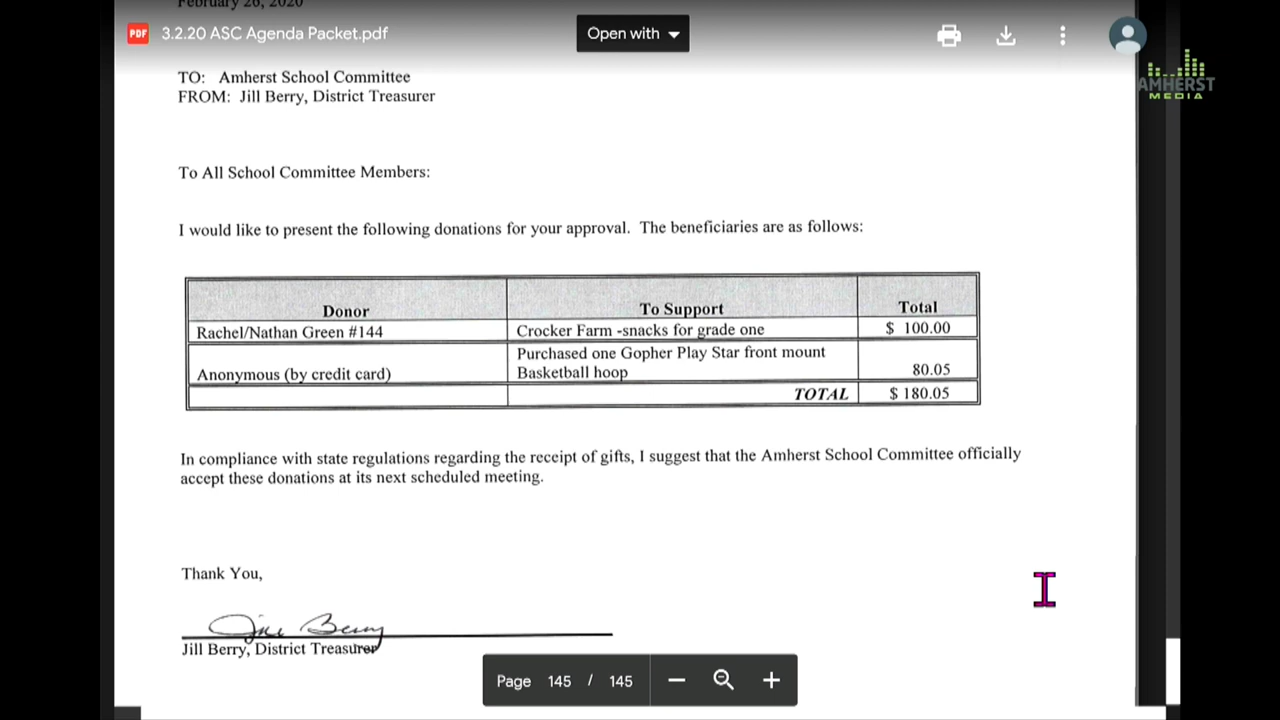 February 26, 2020
PDF 3.2.20 ASC Agenda Packet.pdf
Open with
AMHERST
MEDIA
TO: Amherst School Committee
FROM: Jill Berry, District Treasurer
To All School Committee Members:
I would like to present the following donations for your approval. The beneficiaries are as follows:
Donor To Support Total
Rachel/Nathan Green #144 Crocker Farm -snacks for grade one $ 100.00
Purchased one Gopher Play Star front mount
Anonymous (by credit card) Basketball hoop 80.05
TOTAL $ 180.05
In compliance with state regulations regarding the receipt of gifts, I suggest that the Amherst School Committee officially
accept these donations at its next scheduled meeting.
Thank You,
Jill Berry
Jill Berry, District Treasurer
Page 145 / 145